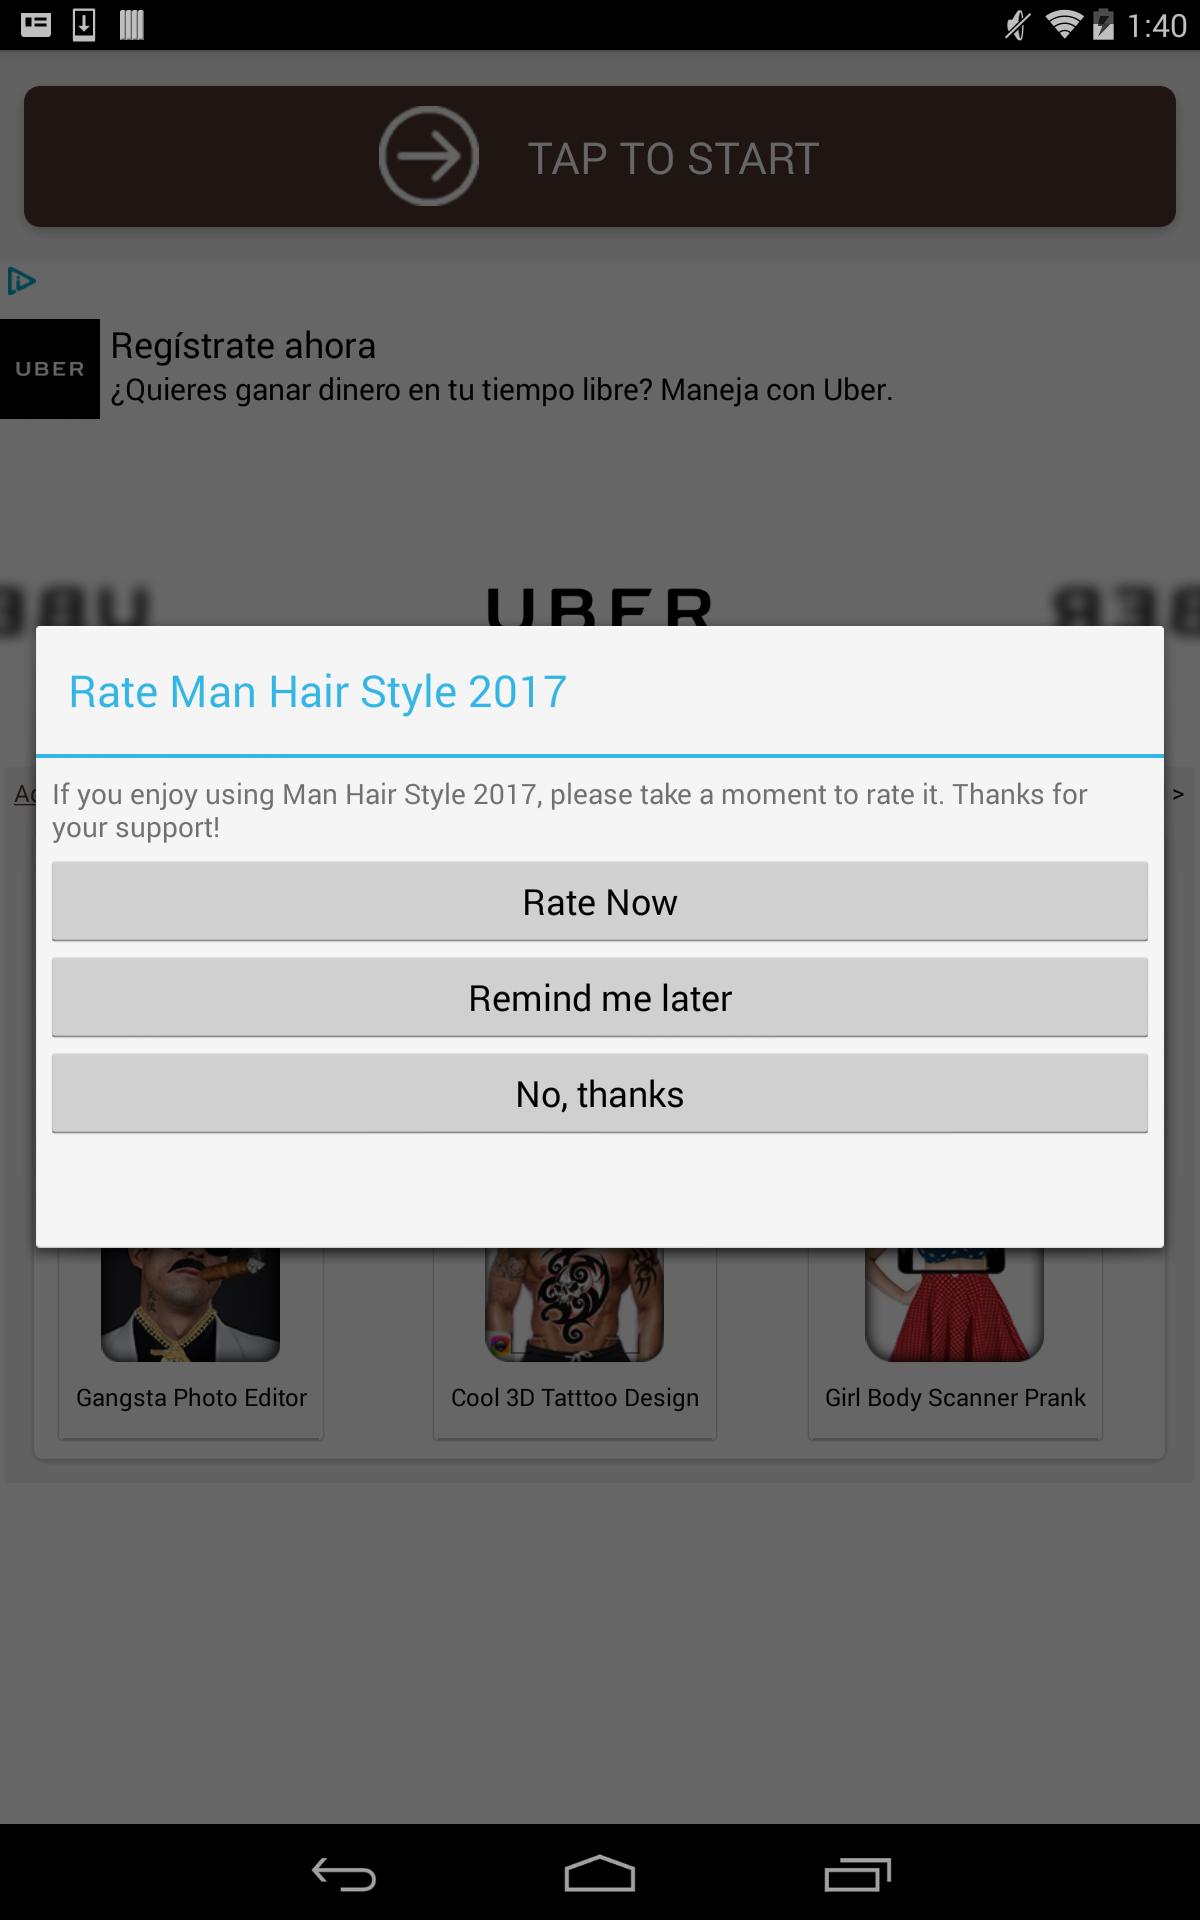 1:40
TAP TO START
UBER
Regístrate ahora
¿Quieres ganar dinero en tu tiempo libre? Maneja con Uber.
UBER
Rate Man Hair Style 2017
If you enjoy using Man Hair Style 2017, please take a moment to rate it. Thanks for
your support!
>
Rate Now
Remind me later
No, thanks
Gangsta Photo Editor
Cool 3D Tatttoo Design
Girl Body Scanner Prank